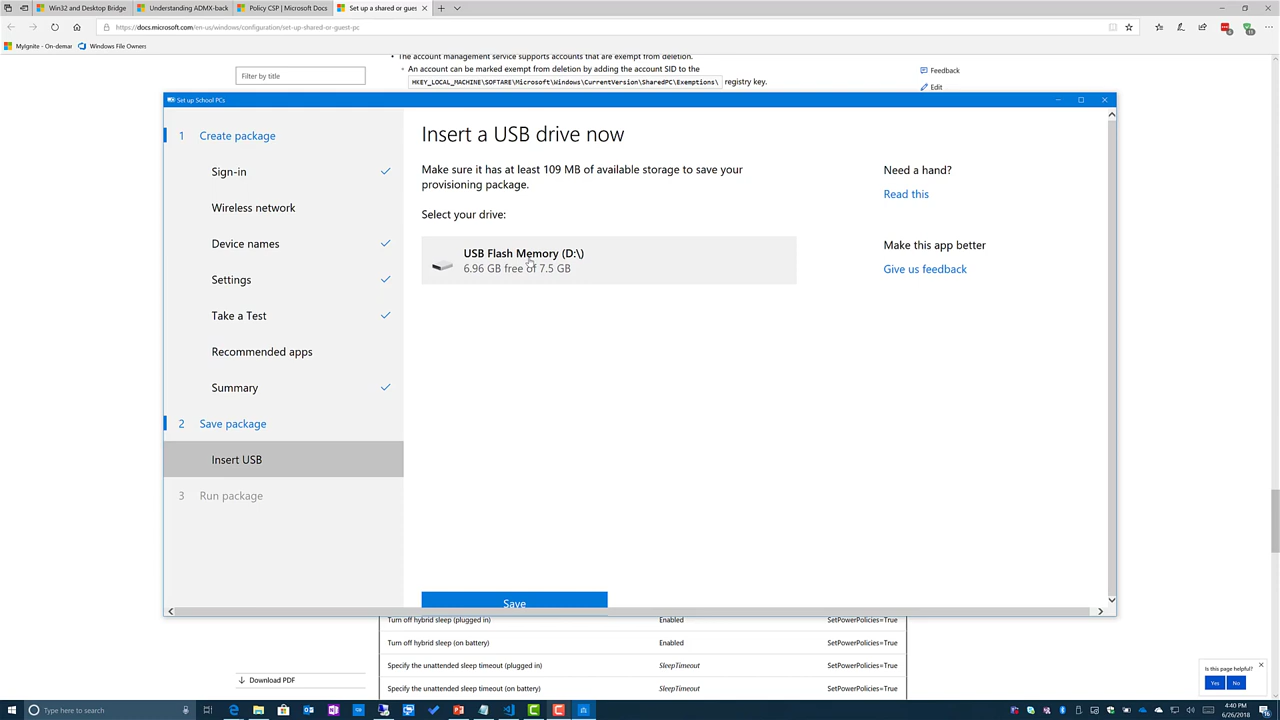 Win32 and Desktop Bridge
Understanding ADMX-back
Policy CSP | Microsoft Docs
Set up a shared or gues
https://docs.microsoft.com/en-us/windows/configuration/set-up-shared-or-guest-pc
MyIgnite - On-demar
Windows File Owners
Filter by title
• The account management service supports accounts that are exempt from deletion.
◦ An account can be marked exempt from deletion by adding the account SID to the
HKEY_LOCAL_MACHINE\SOFTARE\Microsoft\Windows\CurrentVersion\SharedPC\Exemptions\ registry key.
Feedback
Edit
Set up School PCs
1 Create package
Sign-in
Wireless network
Device names
Settings
Take a Test
Recommended apps
Summary
2 Save package
Insert USB
3 Run package
Insert a USB drive now
Make sure it has at least 109 MB of available storage to save your
provisioning package.
Select your drive:
USB Flash Memory (D:\)
6.96 GB free of 7.5 GB
Save
Need a hand?
Read this
Make this app better
Give us feedback
Turn off hybrid sleep (plugged in) Enabled SetPowerPolicies=True
Turn off hybrid sleep (on battery) Enabled SetPowerPolicies=True
Specify the unattended sleep timeout (plugged in) SleepTimeout SetPowerPolicies=True
Specify the unattended sleep timeout (on battery) SleepTimeout SetPowerPolicies=True
Download PDF
Is this page helpful?
Yes No
Type here to search
4:40 PM
6/26/2018